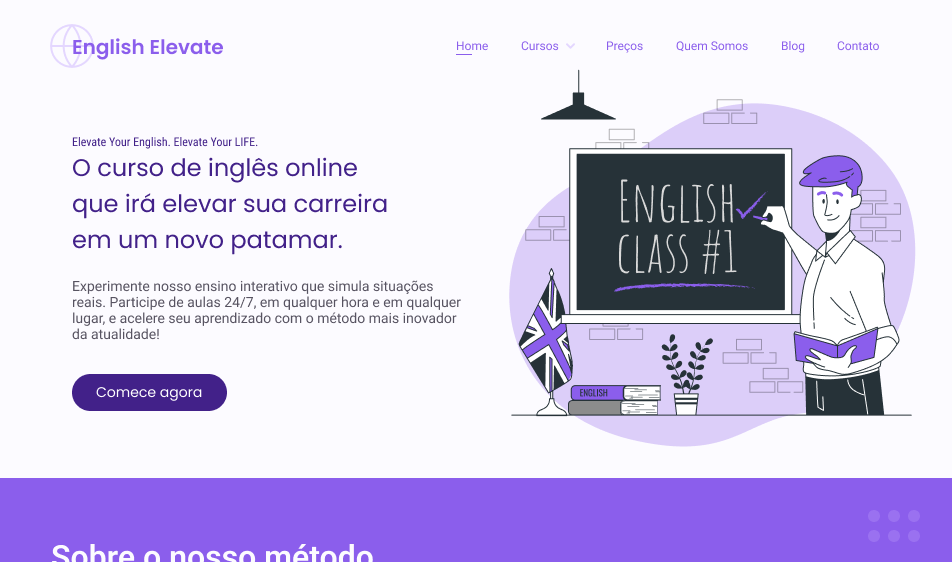 English Elevate
Home Cursos Preços Quem Somos Blog Contato
Elevate Your English. Elevate Your LIFE.
O curso de inglês online
que irá elevar sua carreira
em um novo patamar.
Experimente nosso ensino interativo que simula situações
reais. Participe de aulas 24/7, em qualquer hora e em qualquer
lugar, e acelere seu aprendizado com o método mais inovador
da atualidade!
Comece agora
ENGLISH
CLASS #1
ENGLISH
Sobre o nosso método